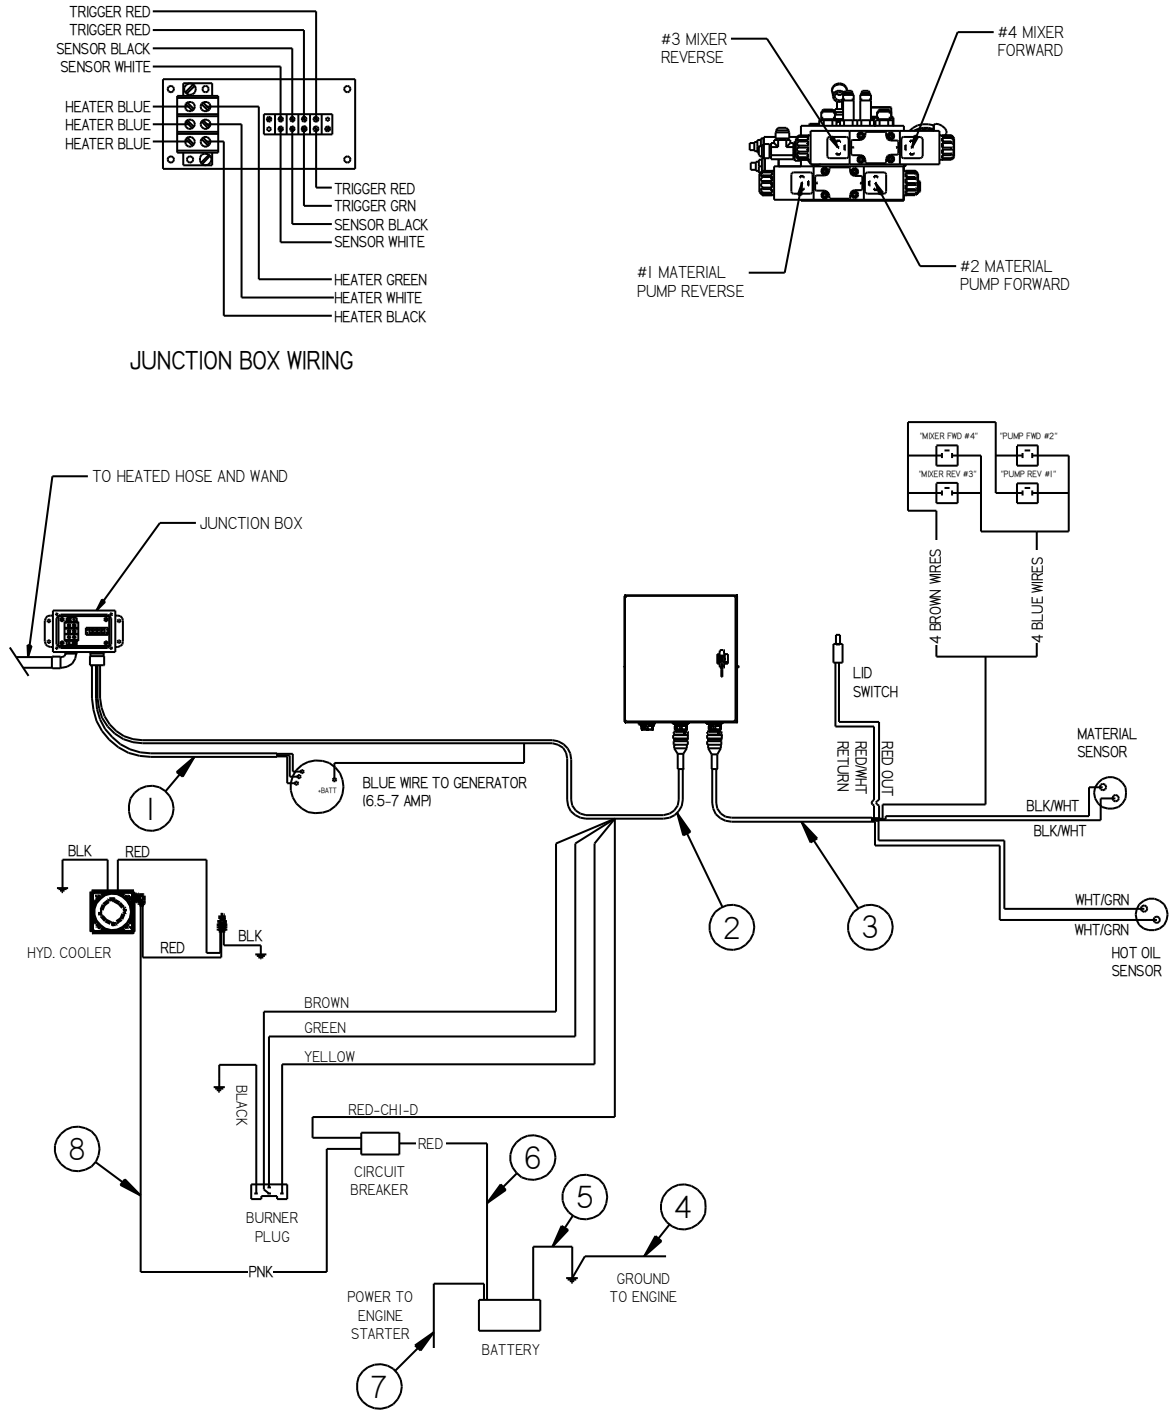 TRIGGER RED
TRIGGER RED
SENSOR BLACK
SENSOR WHITE
HEATER BLUE
HEATER BLUE
HEATER BLUE
TRIGGER RED
TRIGGER GRN
SENSOR BLACK
SENSOR WHITE
HEATER GREEN
HEATER WHITE
HEATER BLACK
JUNCTION BOX WIRING
#3 MIXER
REVERSE
#4 MIXER
FORWARD
#1 MATERIAL
PUMP REVERSE
#2 MATERIAL
PUMP FORWARD
"MIXER FWD #4"
"PUMP FWD #2"
"MIXER REV #3"
"PUMP REV #1"
4 BROWN WIRES
4 BLUE WIRES
TO HEATED HOSE AND WAND
JUNCTION BOX
LID
SWITCH
RED OUT
RED/WHT
RETURN
MATERIAL
SENSOR
BLK/WHT
BLK/WHT
+BATT
BLUE WIRE TO GENERATOR
(6.5-7 AMP)
1
2
3
WHT/GRN
WHT/GRN
HOT OIL
SENSOR
BLK
RED
HYD. COOLER
RED
BLK
BROWN
GREEN
YELLOW
BLACK
RED-CHI-D
RED
CIRCUIT
BREAKER
BURNER
PLUG
8
6
5
4
PNK
GROUND
TO ENGINE
POWER TO
ENGINE
STARTER
BATTERY
7